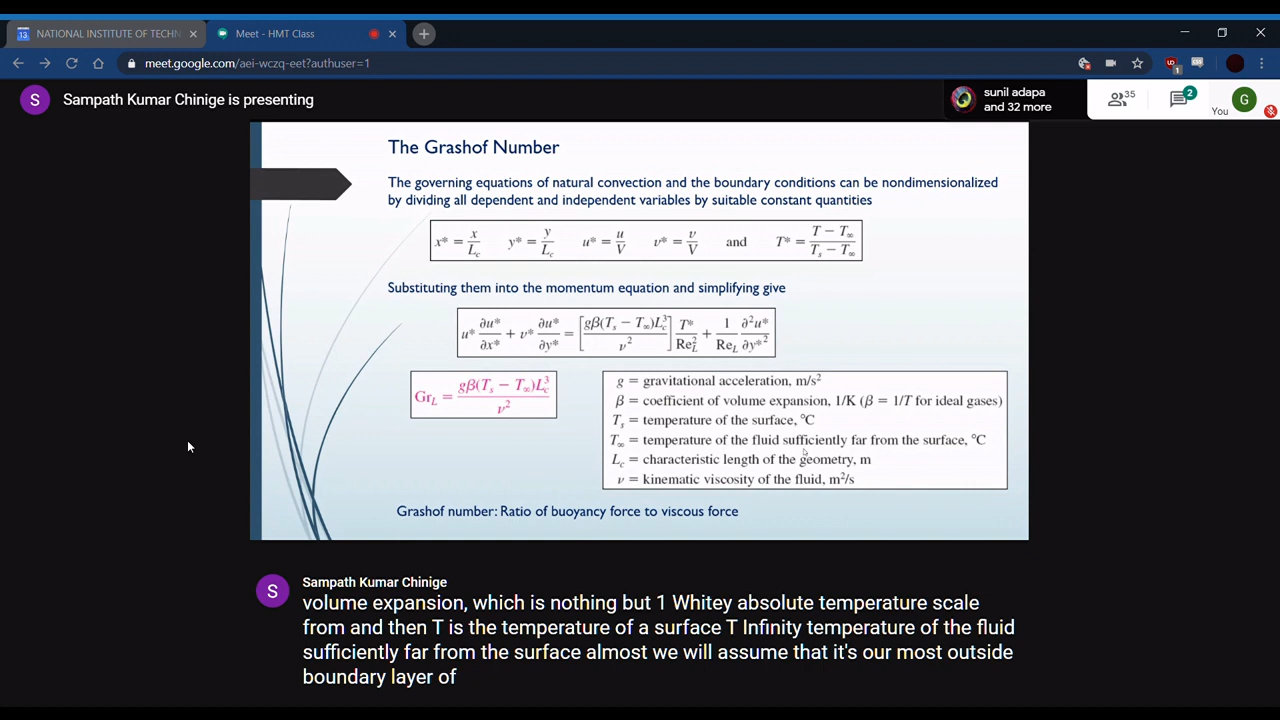 NATIONAL INSTITUTE OF TECHN
Meet - HMT Class
meet.google.com/aei-wczq-eet?authuser=1
S
Sampath Kumar Chinige is presenting
sunil adapa
and 32 more
35
2
You
G
The Grashof Number
The governing equations of natural convection and the boundary conditions can be nondimensionalized
by dividing all dependent and independent variables by suitable constant quantities
x* = x/L_c y* = y/L_c u* = u/V v* = v/V and T* = (T − T∞)/(T_s − T∞)
Substituting them into the momentum equation and simplifying give
u* ∂u*/∂x* + v* ∂u*/∂y* = [gβ(T_s − T∞)L_c³/ν²] T*/Re_L² + 1/Re_L ∂²u*/∂y*²
Gr_L = gβ(T_s − T∞)L_c³/ν²
g = gravitational acceleration, m/s²
β = coefficient of volume expansion, 1/K (β = 1/T for ideal gases)
T_s = temperature of the surface, °C
T∞ = temperature of the fluid sufficiently far from the surface, °C
L_c = characteristic length of the geometry, m
ν = kinematic viscosity of the fluid, m²/s
Grashof number: Ratio of buoyancy force to viscous force
S
Sampath Kumar Chinige
volume expansion, which is nothing but 1 Whitey absolute temperature scale
from and then T is the temperature of a surface T Infinity temperature of the fluid
sufficiently far from the surface almost we will assume that it's our most outside
boundary layer of